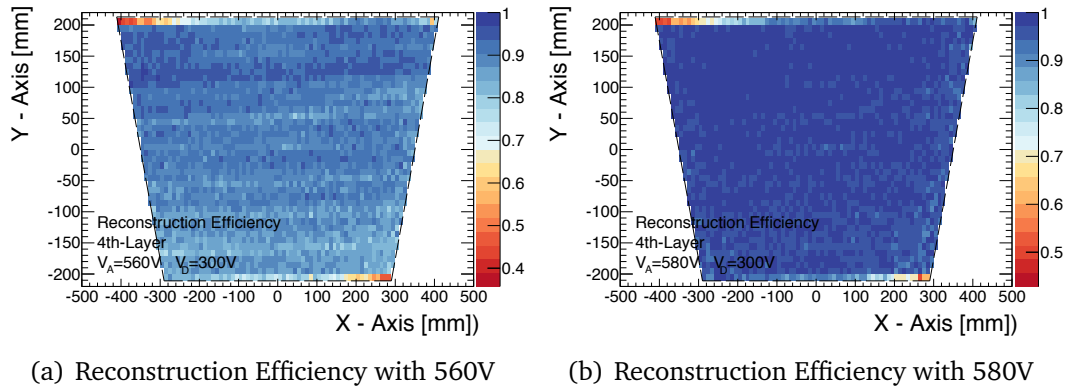 Y - Axis [mm]
200
150
100
50
0
-50
-100
-150
-200
Reconstruction Efficiency
4th-Layer
V_A=560V V_D=300V
-500 -400 -300 -200 -100 0 100 200 300 400 500
X - Axis [mm])
1
0.9
0.8
0.7
0.6
0.5
0.4
(a) Reconstruction Efficiency with 560V
Y - Axis [mm]
200
150
100
50
0
-50
-100
-150
-200
Reconstruction Efficiency
4th-Layer
V_A=580V V_D=300V
-500 -400 -300 -200 -100 0 100 200 300 400 500
X - Axis [mm])
1
0.9
0.8
0.7
0.6
0.5
(b) Reconstruction Efficiency with 580V